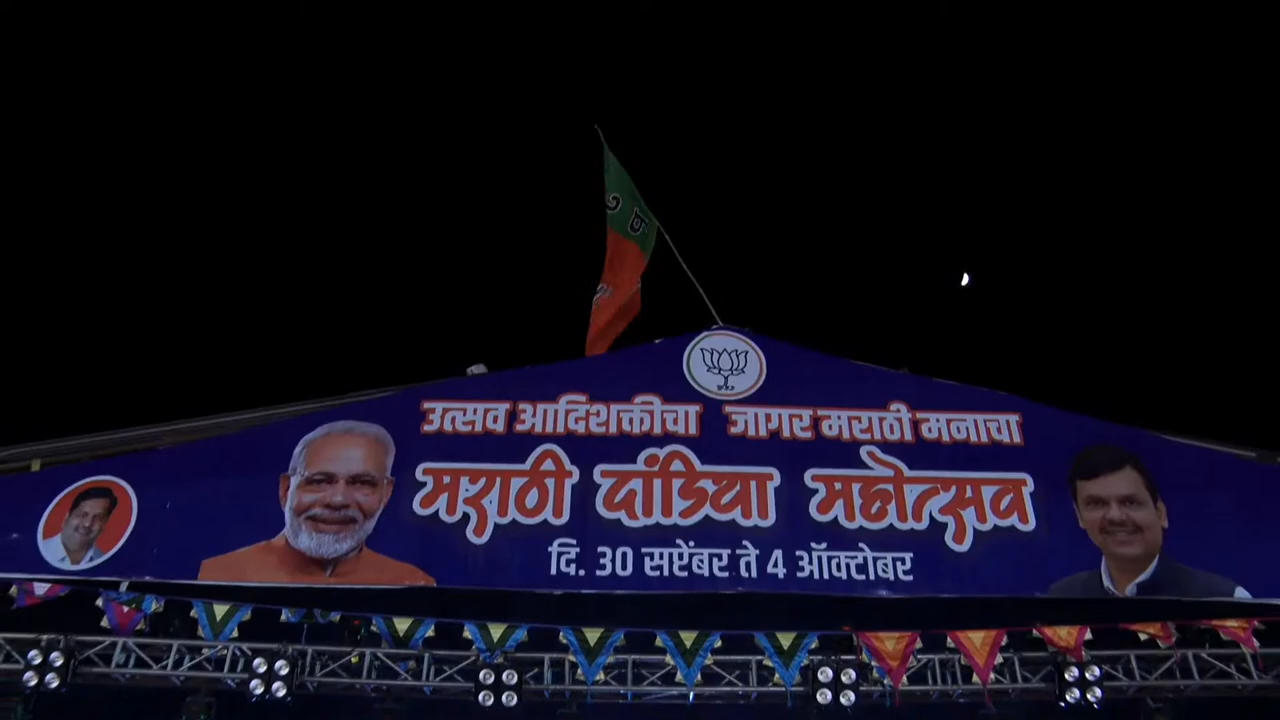 उत्सव आदिशक्तीचा जागर मराठी मनाचा
मराठी दांडिया महोत्सव
दि. 30 सप्टेंबर ते 4 ऑक्टोबर